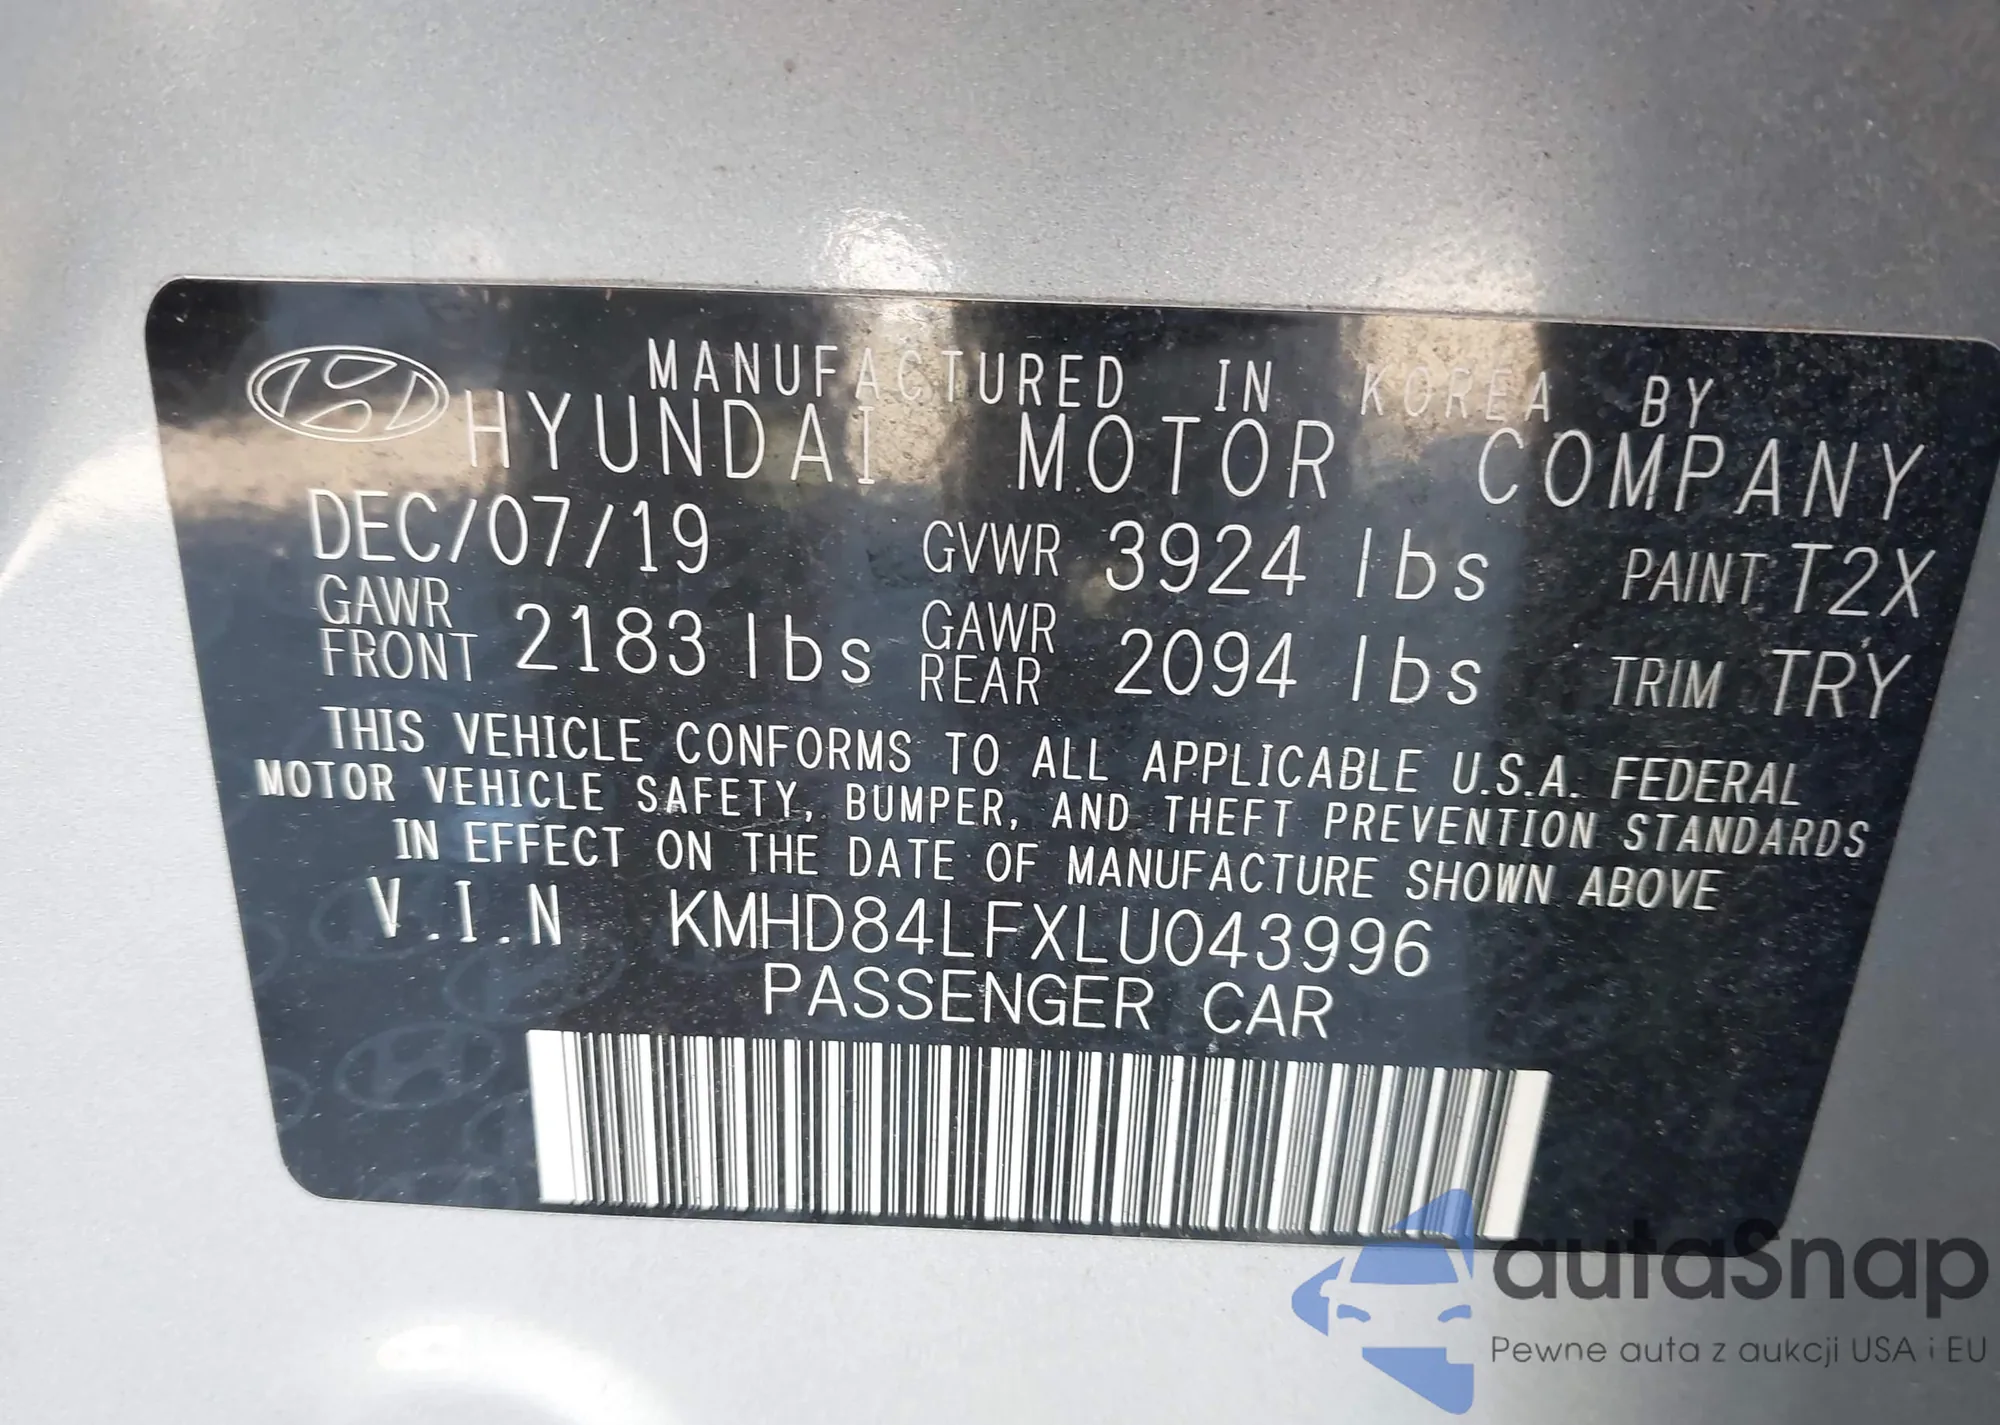 MANUFACTURED IN KOREA BY
HYUNDAI MOTOR COMPANY
DEC/07/19 GVWR 3924 lbs PAINT T2X
GAWR FRONT 2183 lbs GAWR REAR 2094 lbs TRIM TRY
THIS VEHICLE CONFORMS TO ALL APPLICABLE U.S.A. FEDERAL
MOTOR VEHICLE SAFETY, BUMPER, AND THEFT PREVENTION STANDARDS
IN EFFECT ON THE DATE OF MANUFACTURE SHOWN ABOVE
V.I.N KMHD84LFXLU043996
PASSENGER CAR
autaSnap
Pewne auta z aukcji USA i EU